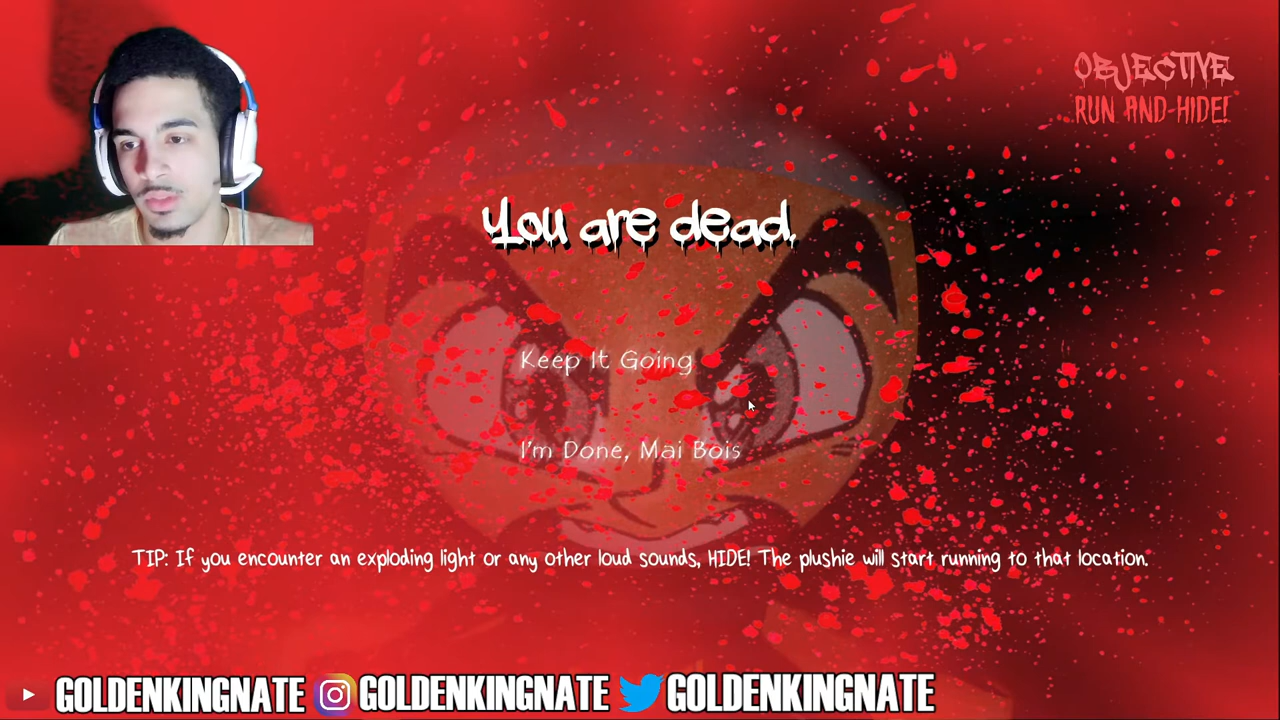 OBJECTIVE
RUN AND HIDE!
You are dead.
Keep It Going
I'm Done, Mai Bois
TIP: If you encounter an exploding light or any other loud sounds, HIDE! The plushie will start running to that location.
GOLDENKINGNATE GOLDENKINGNATE GOLDENKINGNATE